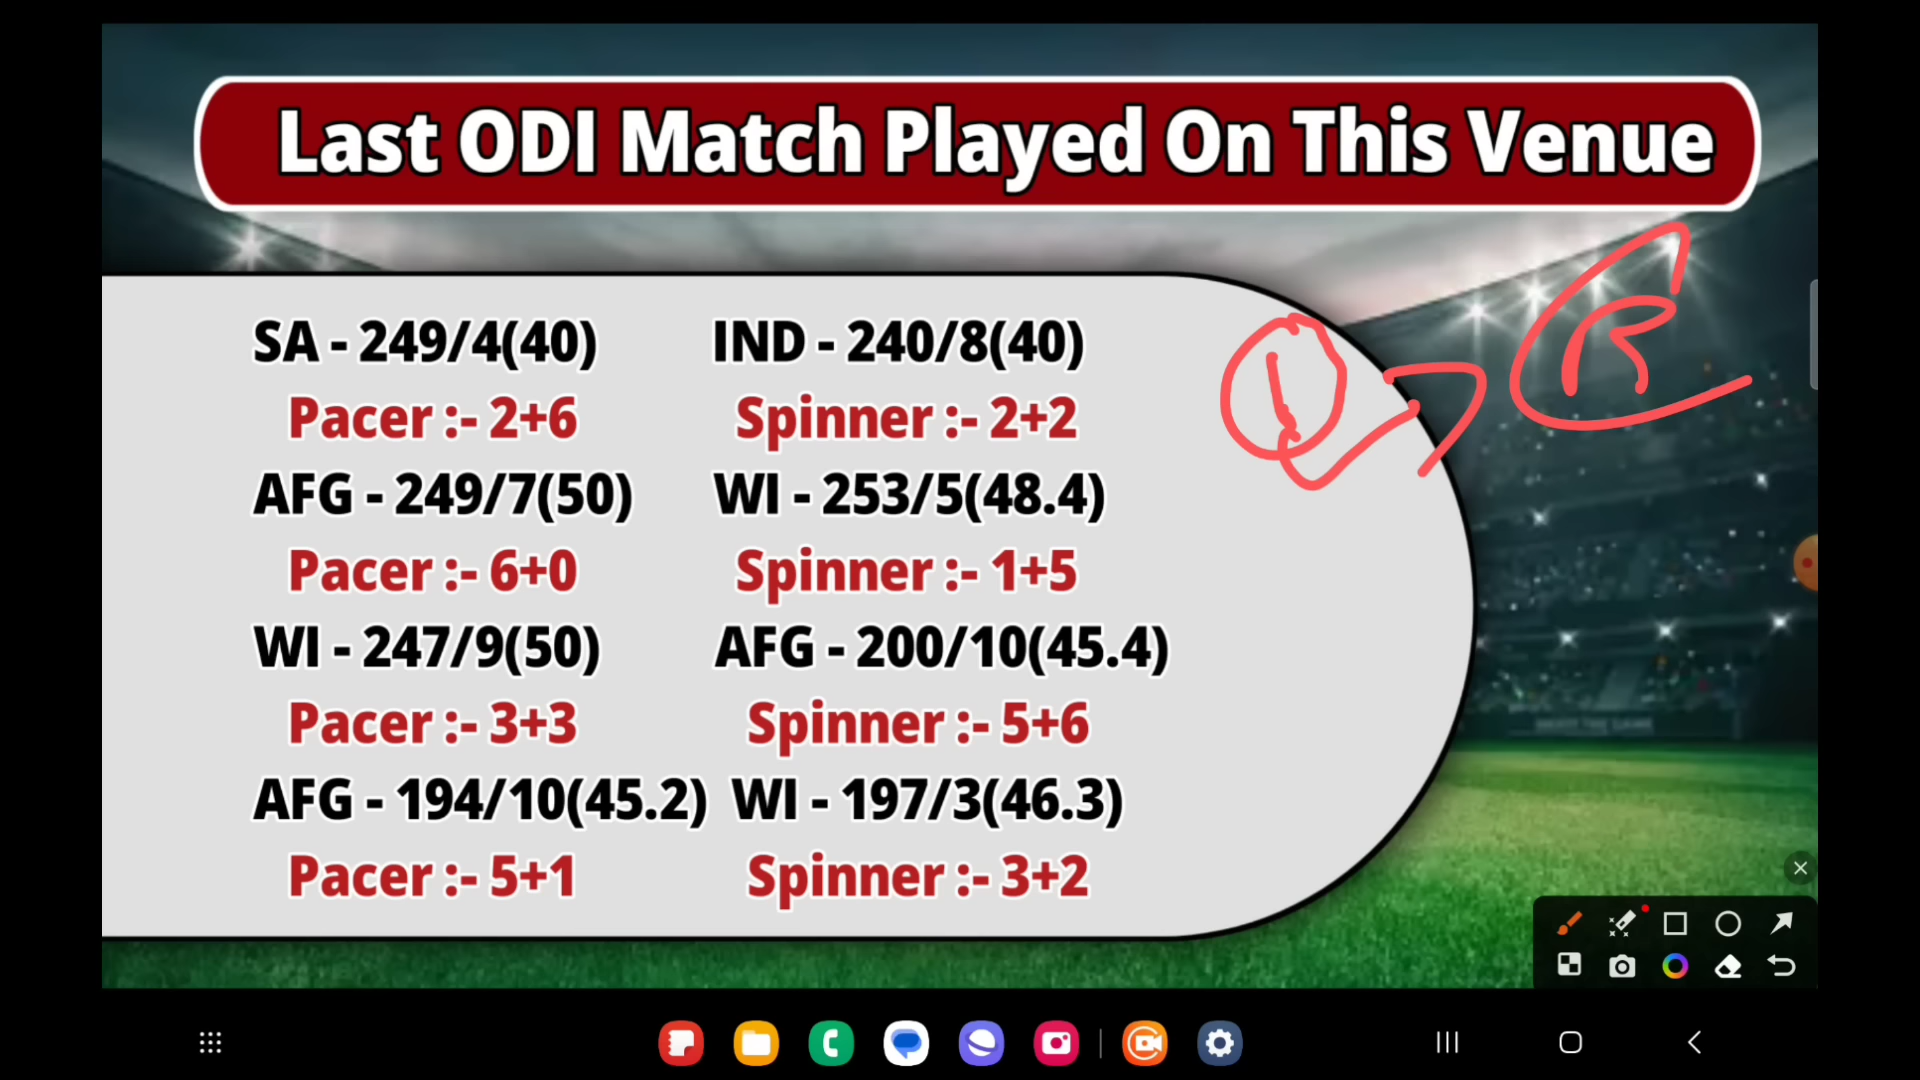 Last ODI Match Played On This Venue
SA - 249/4(40) IND - 240/8(40)
Pacer :- 2+6 Spinner :- 2+2
AFG - 249/7(50) WI - 253/5(48.4)
Pacer :- 6+0 Spinner :- 1+5
WI - 247/9(50) AFG - 200/10(45.4)
Pacer :- 3+3 Spinner :- 5+6
AFG - 194/10(45.2) WI - 197/3(46.3)
Pacer :- 5+1 Spinner :- 3+2
R